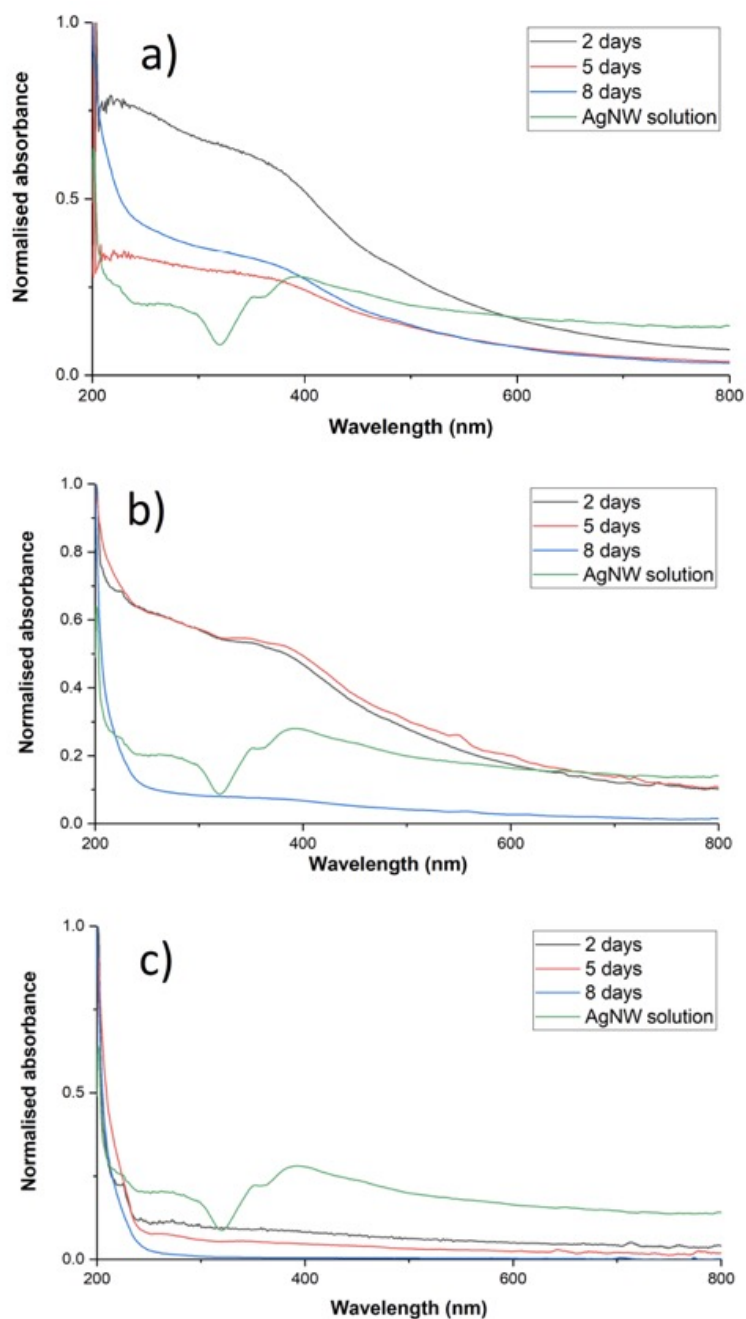 a)
1.0
0.5
0.0
Normalised absorbance
2 days
5 days
8 days
AgNW solution
200
400
600
800
Wavelength (nm)
b)
1.0
0.8
0.6
0.4
0.2
0.0
Normalised absorbance
2 days
5 days
8 days
AgNW solution
200
400
600
800
Wavelength (nm)
c)
1.0
0.5
0.0
Normalised absorbance
2 days
5 days
8 days
AgNW solution
200
400
600
800
Wavelength (nm)